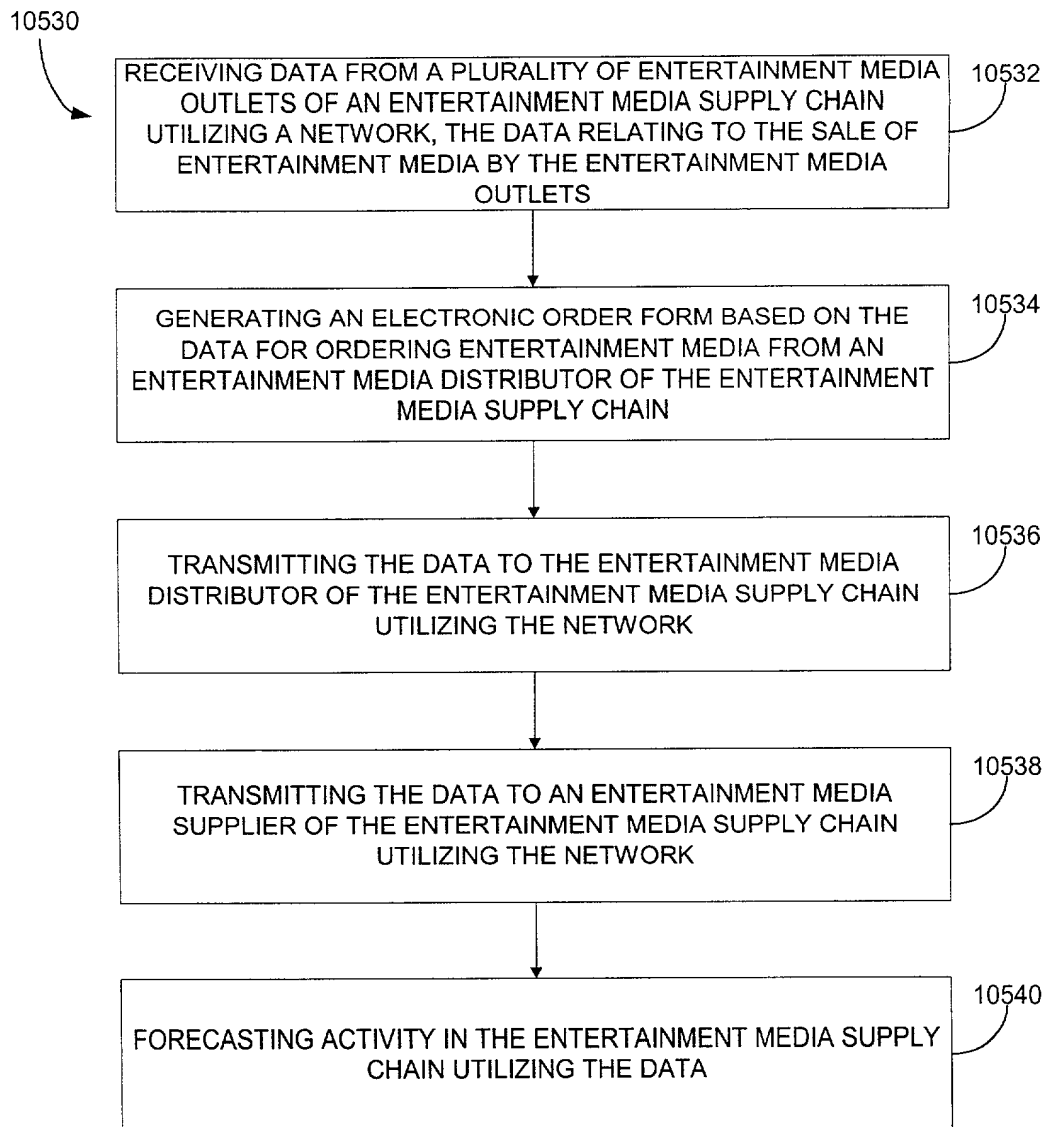 10530
RECEIVING DATA FROM A PLURALITY OF ENTERTAINMENT MEDIA
10532
OUTLETS OF AN ENTERTAINMENT MEDIA SUPPLY CHAIN
UTILIZING A NETWORK, THE DATA RELATING TO THE SALE OF
ENTERTAINMENT MEDIA BY THE ENTERTAINMENT MEDIA
OUTLETS
10534
GENERATING AN ELECTRONIC ORDER FORM BASED ON THE
DATA FOR ORDERING ENTERTAINMENT MEDIA FROM AN
ENTERTAINMENT MEDIA DISTRIBUTOR OF THE ENTERTAINMENT
MEDIA SUPPLY CHAIN
10536
TRANSMITTING THE DATA TO THE ENTERTAINMENT MEDIA
DISTRIBUTOR OF THE ENTERTAINMENT MEDIA SUPPLY CHAIN
UTILIZING THE NETWORK
10538
TRANSMITTING THE DATA TO AN ENTERTAINMENT MEDIA
SUPPLIER OF THE ENTERTAINMENT MEDIA SUPPLY CHAIN
UTILIZING THE NETWORK
10540
FORECASTING ACTIVITY IN THE ENTERTAINMENT MEDIA SUPPLY
CHAIN UTILIZING THE DATA